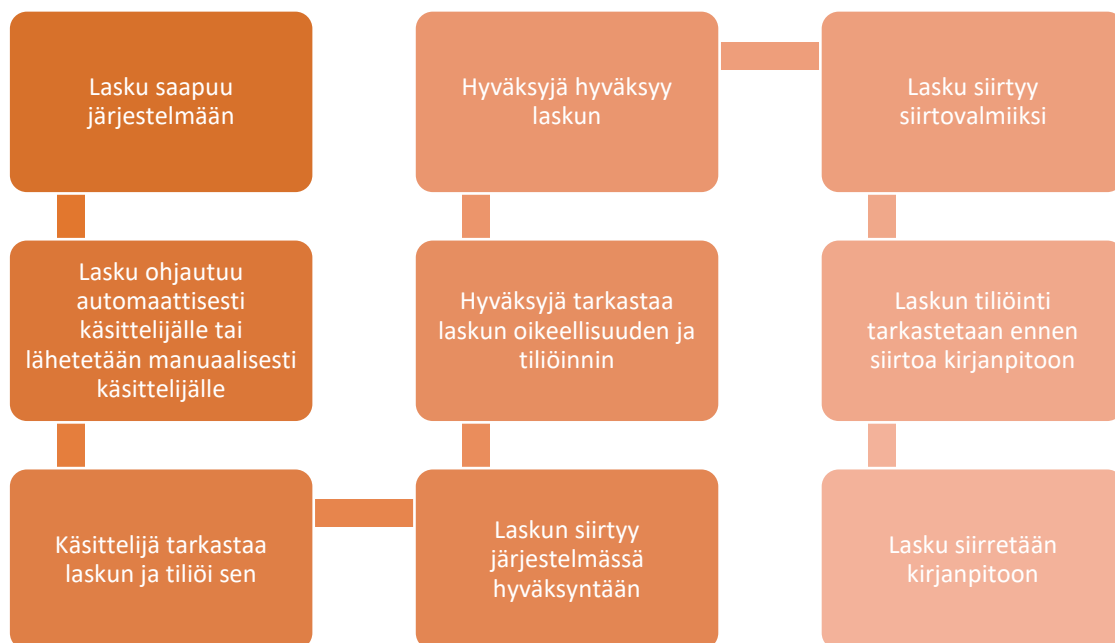 Lasku saapuu
järjestelmään
Lasku ohjautuu
automaattisesti
käsittelijälle tai
lähetetään manuaalisesti
käsittelijälle
Käsittelijä tarkastaa
laskun ja tiliöi sen
Laskun siirtyy
järjestelmässä
hyväksyntään
Hyväksyjä tarkastaa
laskun oikeellisuuden ja
tiliöinnin
Hyväksyjä hyväksyy
laskun
Lasku siirtyy
siirtovalmiiksi
Laskun tiliöinti
tarkastetaan ennen
siirtoa kirjanpitoon
Lasku siirretään
kirjanpitoon